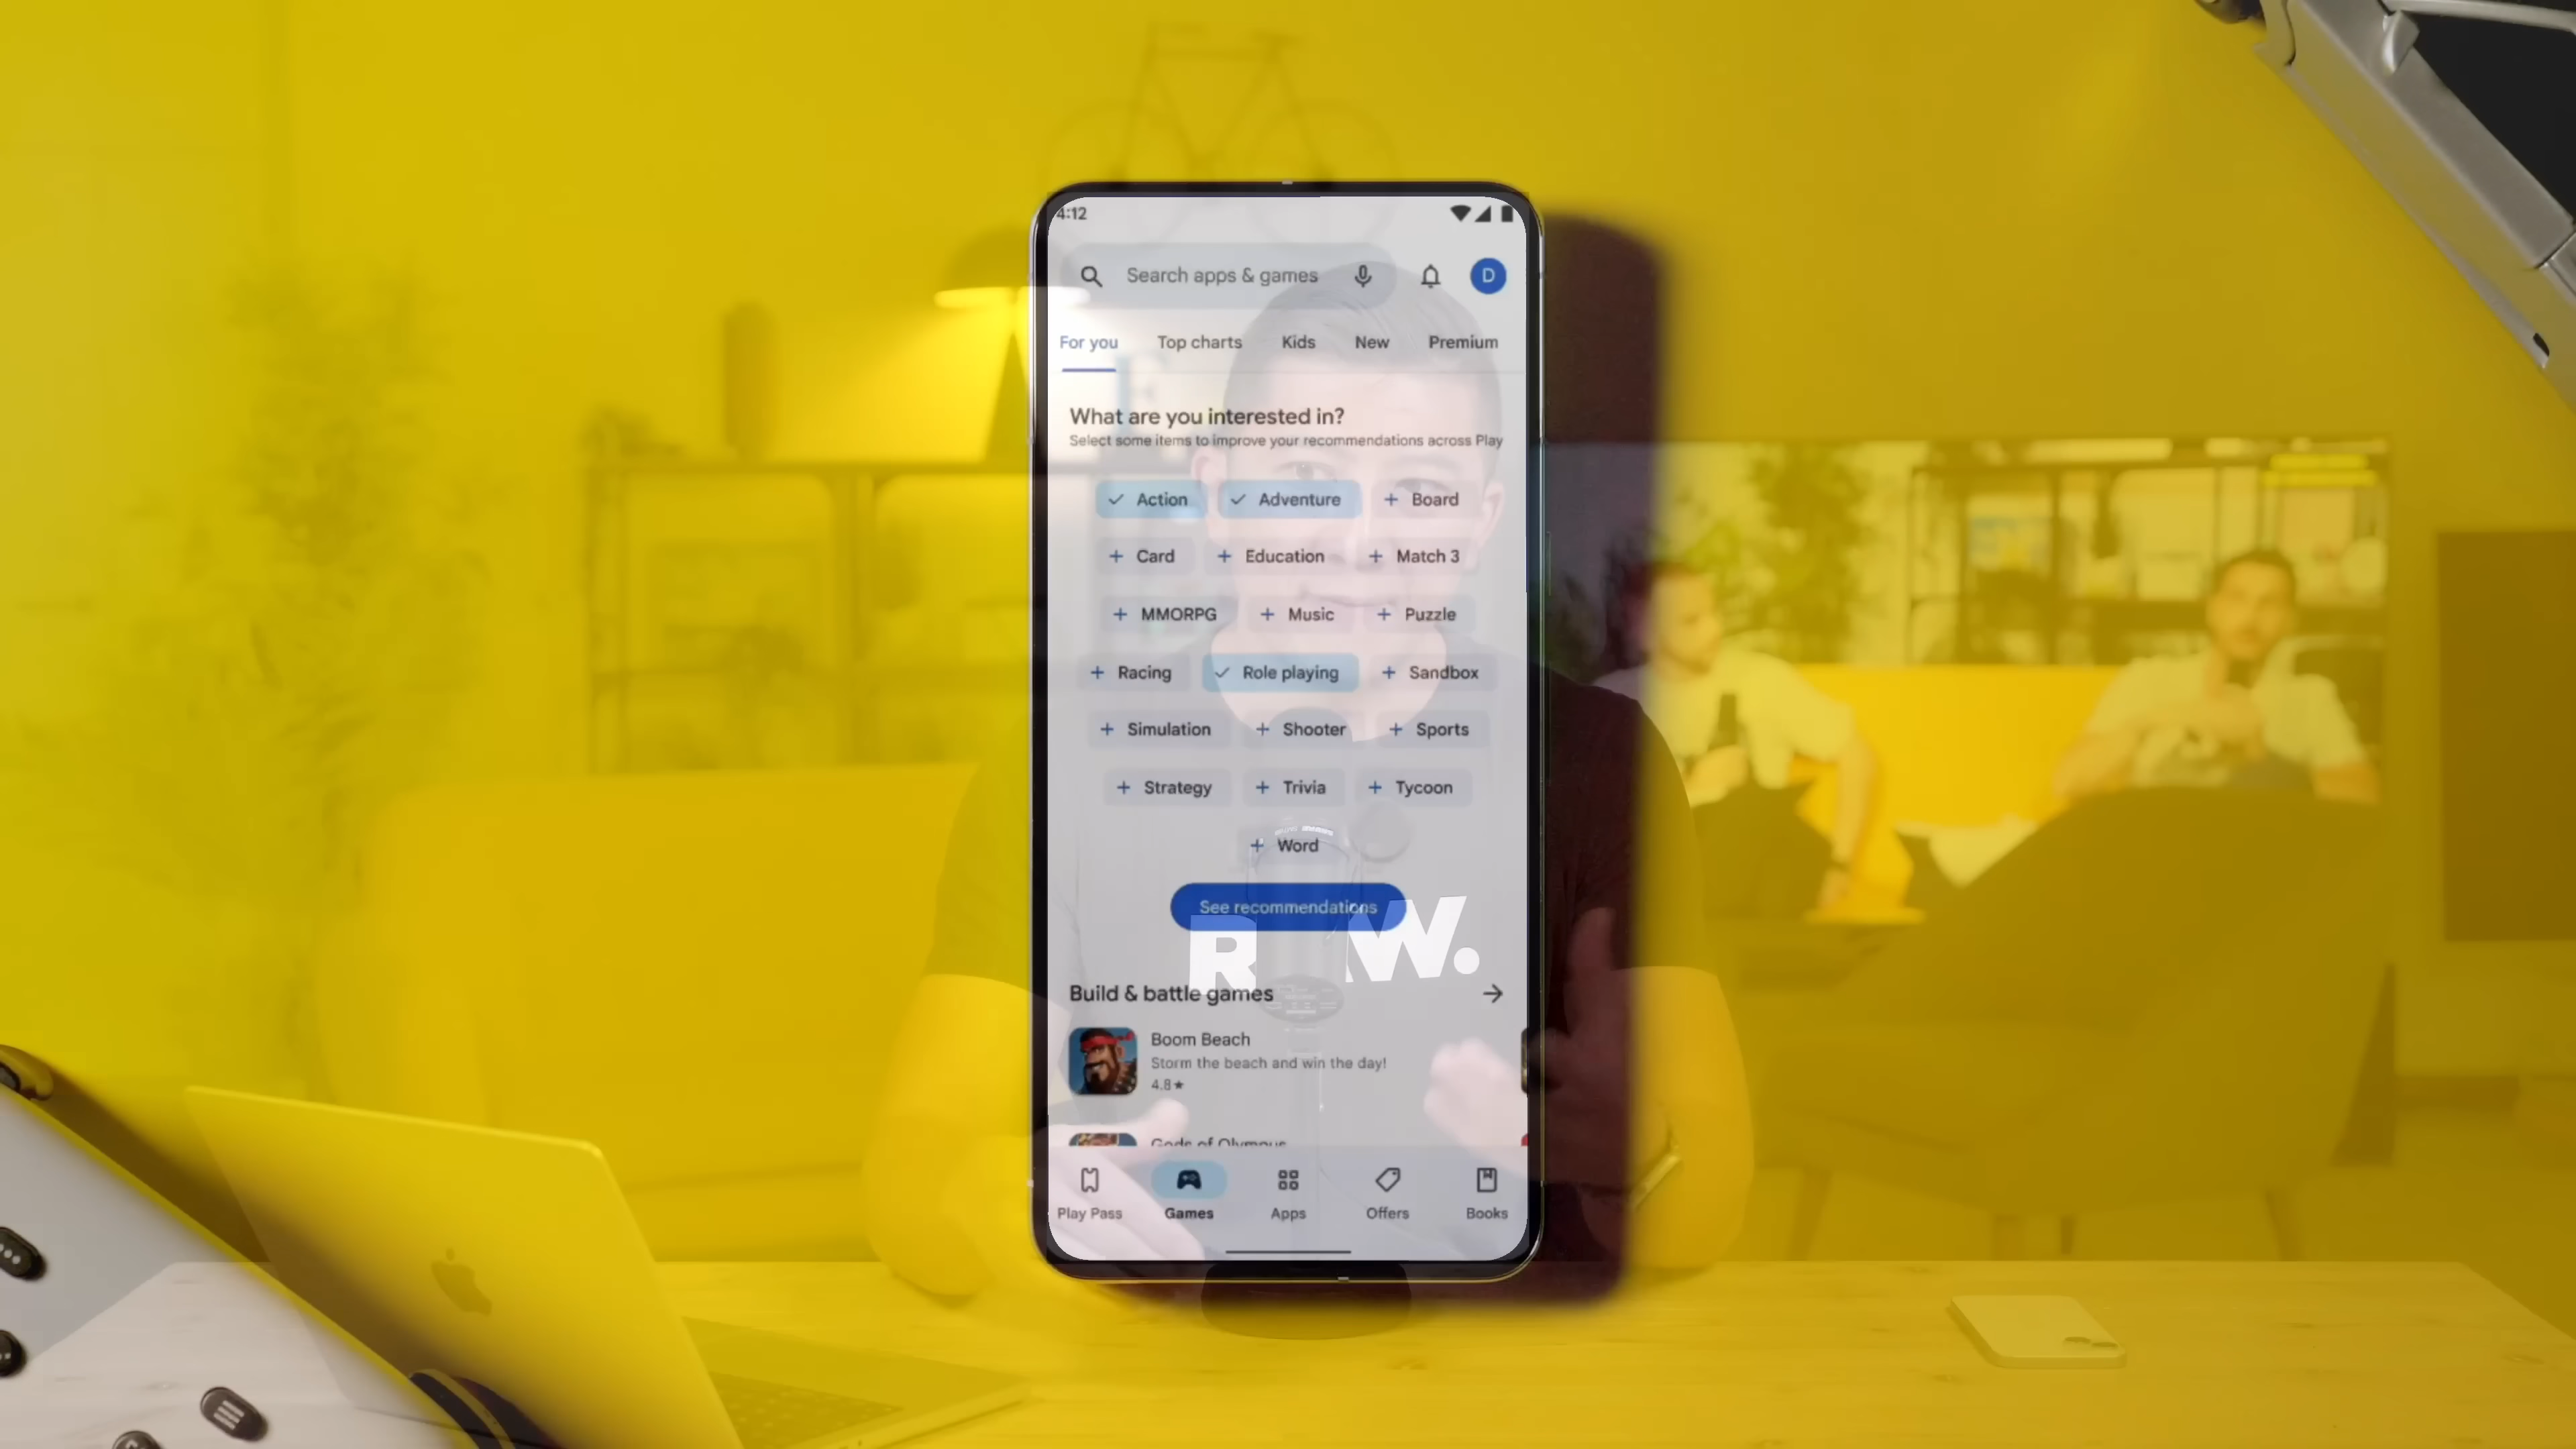 4:12
Search apps & games
D
For you Top charts Kids New Premium
What are you interested in?
Select some items to improve your recommendations across Play
Action Adventure Board
Card Education Match 3
MMORPG Music Puzzle
Racing Role playing Sandbox
Simulation Shooter Sports
Strategy Trivia Tycoon
Word
See recommendations
W.
Build & battle games
Boom Beach
Storm the beach and win the day!
4.8★
Gods of Olympus
Play Pass Games Apps Offers Books